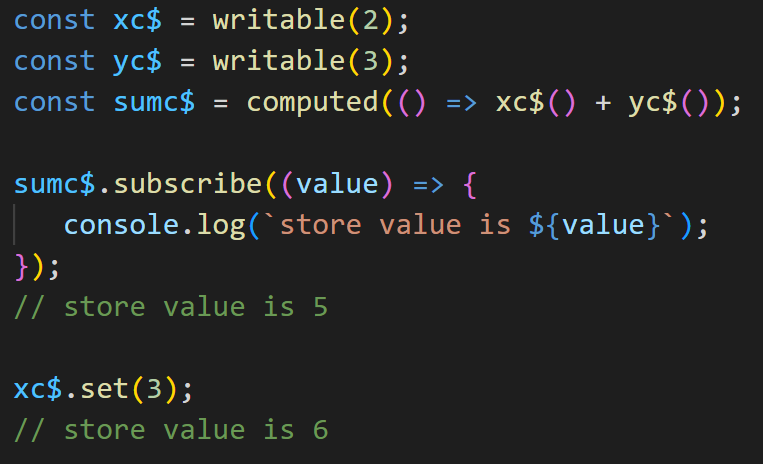 const xc$ = writable(2);
const yc$ = writable(3);
const sumc$ = computed(() => xc$() + yc$());
sumc$.subscribe((value) => {
   console.log(`store value is ${value}`);
});
// store value is 5
xc$.set(3);
// store value is 6